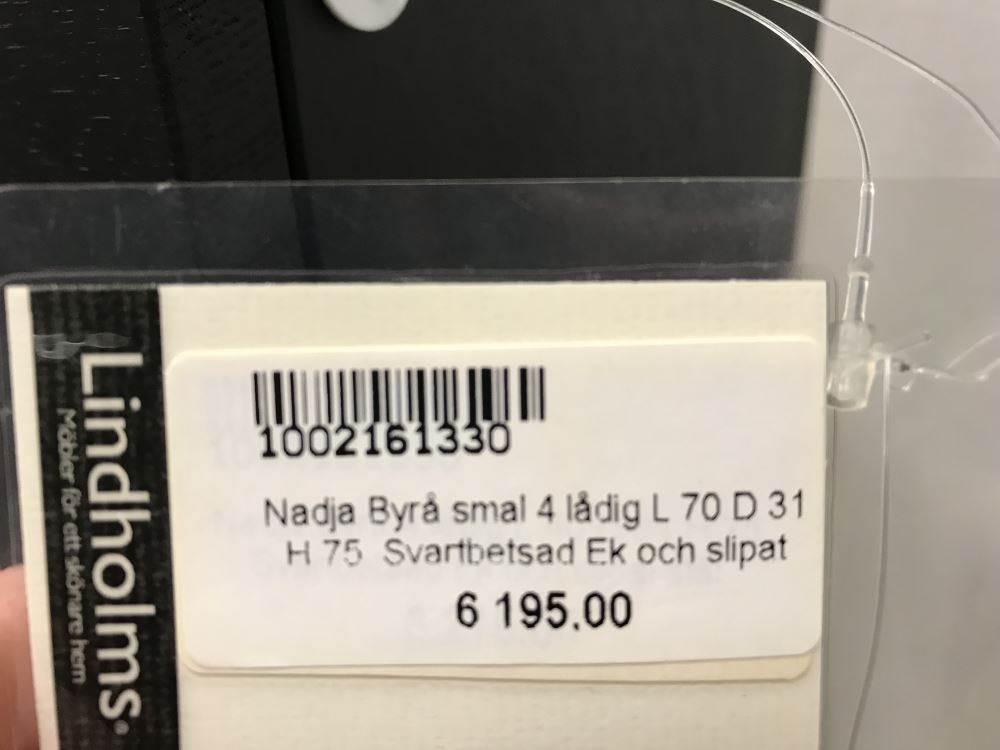 Lindholms®
Möbler för ett skönare hem
1002161330
Nadja Byrå smal 4 lådig L 70 D 31
H 75 Svartbetsad Ek och slipat
6 195.00